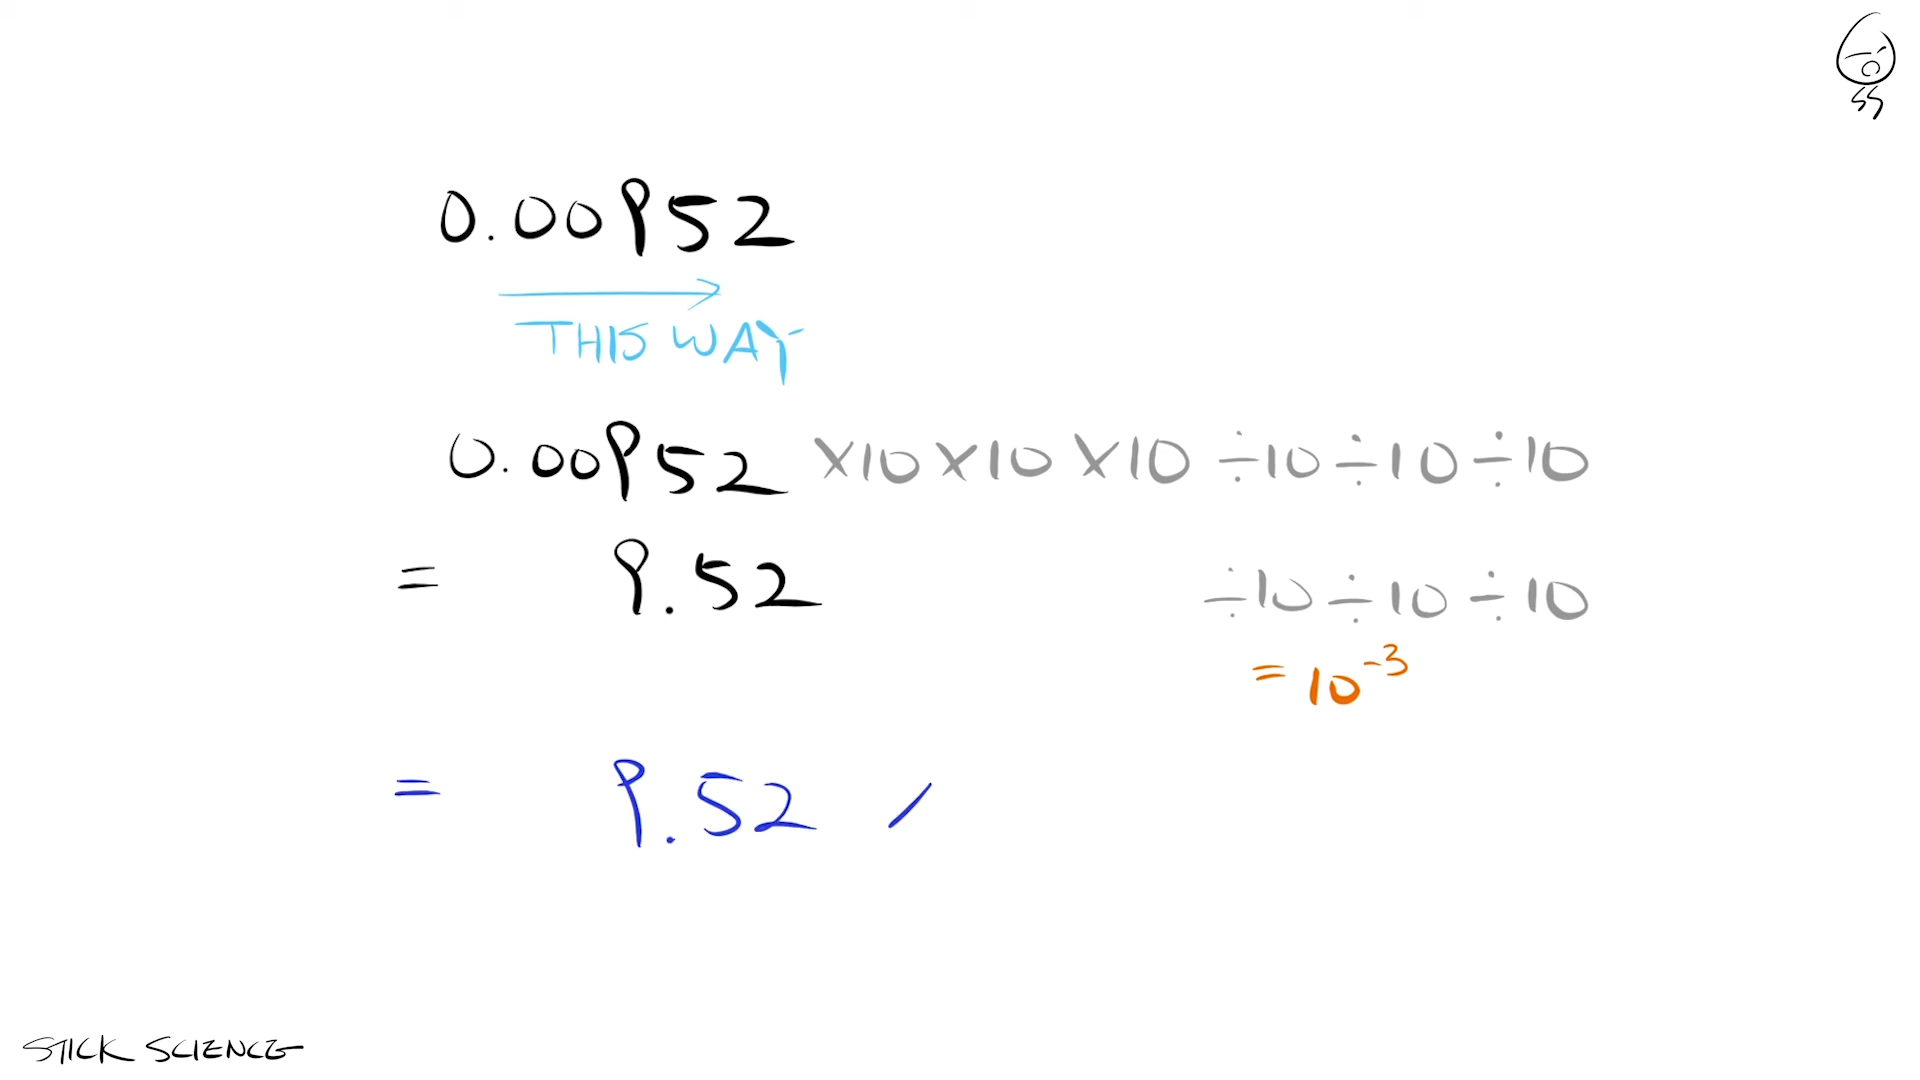 SS
0.00952
THIS WAY
0.00952 ×10 ×10 ×10 ÷10 ÷10 ÷10
= 9.52 ÷10 ÷10 ÷10
= 10⁻³
= 9.52 /
STICK SCIENCE